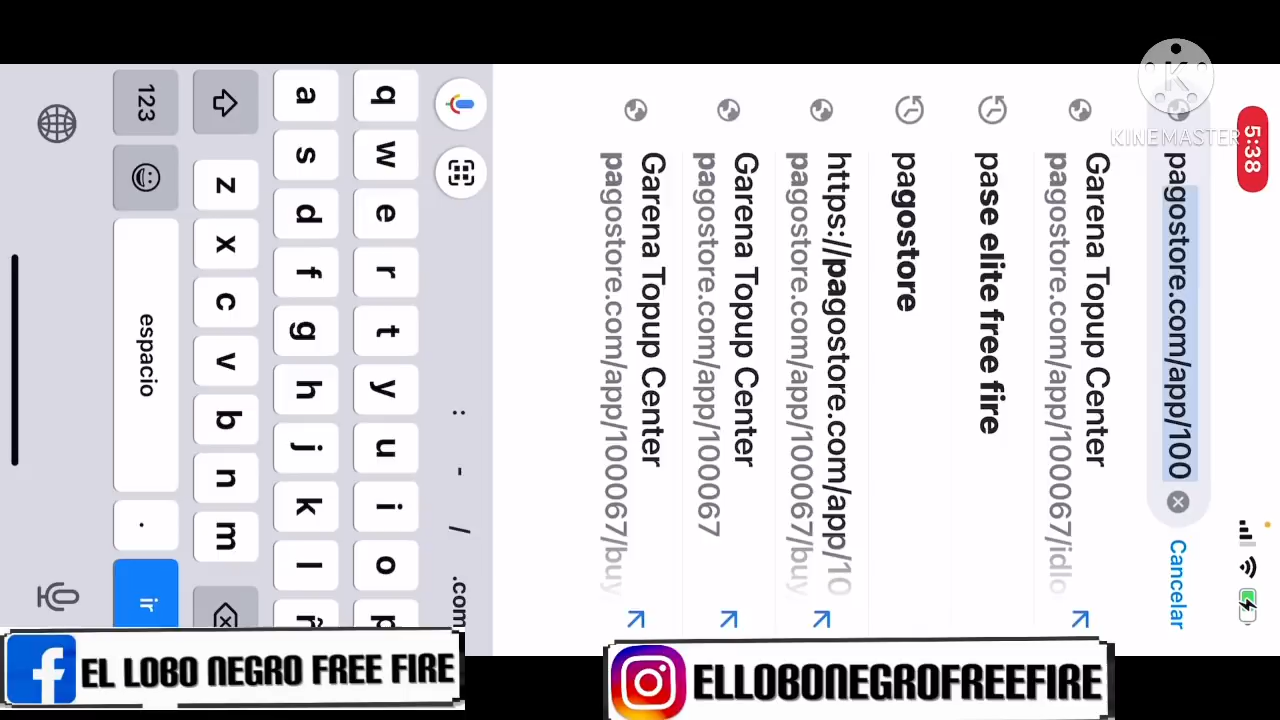 5:38
pagostore.com/app/100
Cancelar
Garena Topup Center
pagostore.com/app/100067/idlo
pase elite free fire
pagostore
https://pagostore.com/app/10
pagostore.com/app/100067/buy
Garena Topup Center
pagostore.com/app/100067
Garena Topup Center
pagostore.com/app/100067/buy
: - / .com
q w e r t y u i o p
a s d f g h j k l ñ
z x c v b n m
123 espacio . ir
K
KINEMASTER
EL LOBO NEGRO FREE FIRE
ELLOBONEGROFREEFIRE